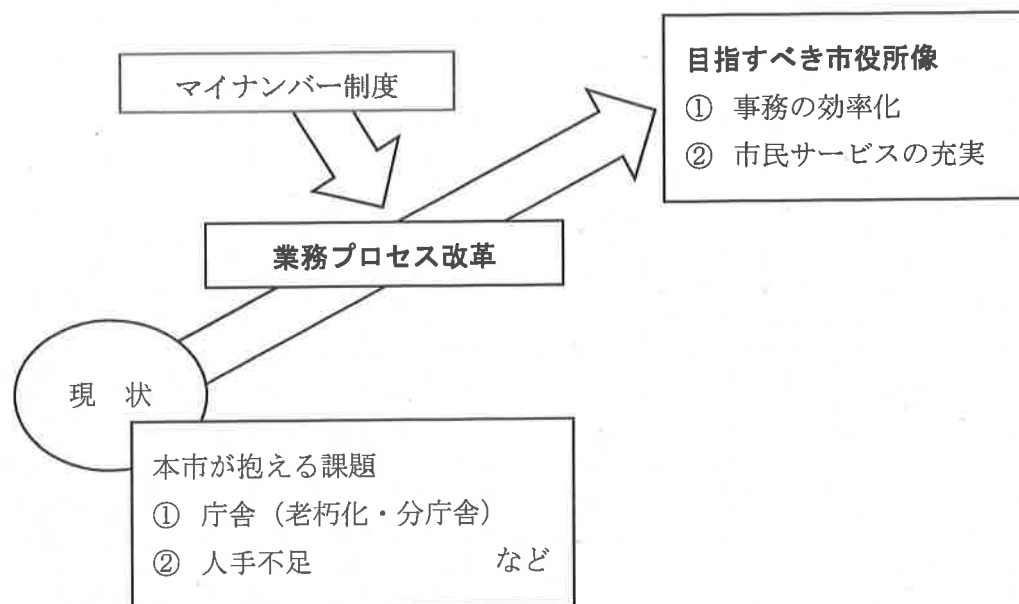 マイナンバー制度
目指すべき市役所像
① 事務の効率化
② 市民サービスの充実
業務プロセス改革
現　状
本市が抱える課題
① 庁舎（老朽化・分庁舎）
② 人手不足　　　　　など